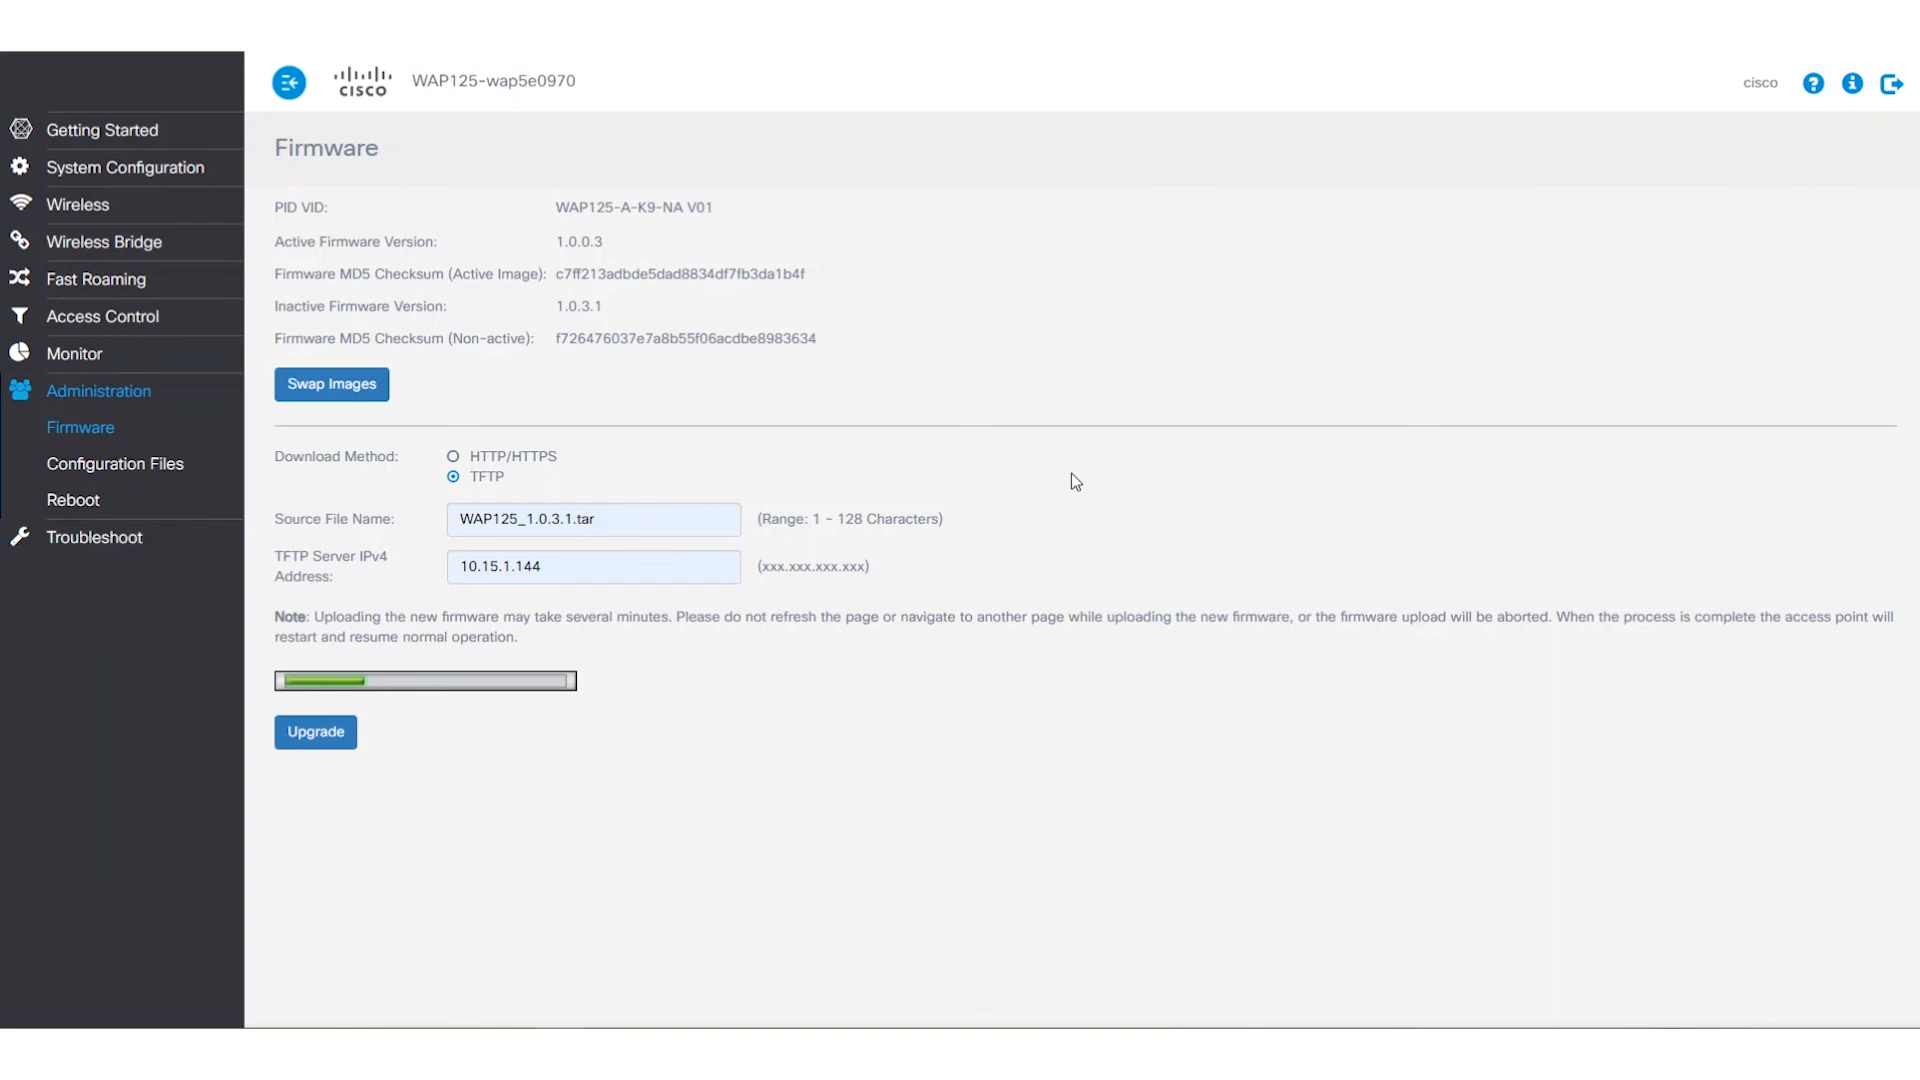 CISCO
WAP125-wap5e0970
cisco
Getting Started
System Configuration
Wireless
Wireless Bridge
Fast Roaming
Access Control
Monitor
Administration
Firmware
Configuration Files
Reboot
Troubleshoot
Firmware
PID VID: WAP125-A-K9-NA V01
Active Firmware Version: 1.0.0.3
Firmware MD5 Checksum (Active Image): c7ff213adbde5dad8834df7fb3da1b4f
Inactive Firmware Version: 1.0.3.1
Firmware MD5 Checksum (Non-active): f726476037e7a8b55f06acdbe8983634
Swap Images
Download Method: HTTP/HTTPS
TFTP
Source File Name: WAP125_1.0.3.1.tar (Range: 1 - 128 Characters)
TFTP Server IPv4
Address: 10.15.1.144 (xxx.xxx.xxx.xxx)
Note: Uploading the new firmware may take several minutes. Please do not refresh the page or navigate to another page while uploading the new firmware, or the firmware upload will be aborted. When the process is complete the access point will
restart and resume normal operation.
Upgrade